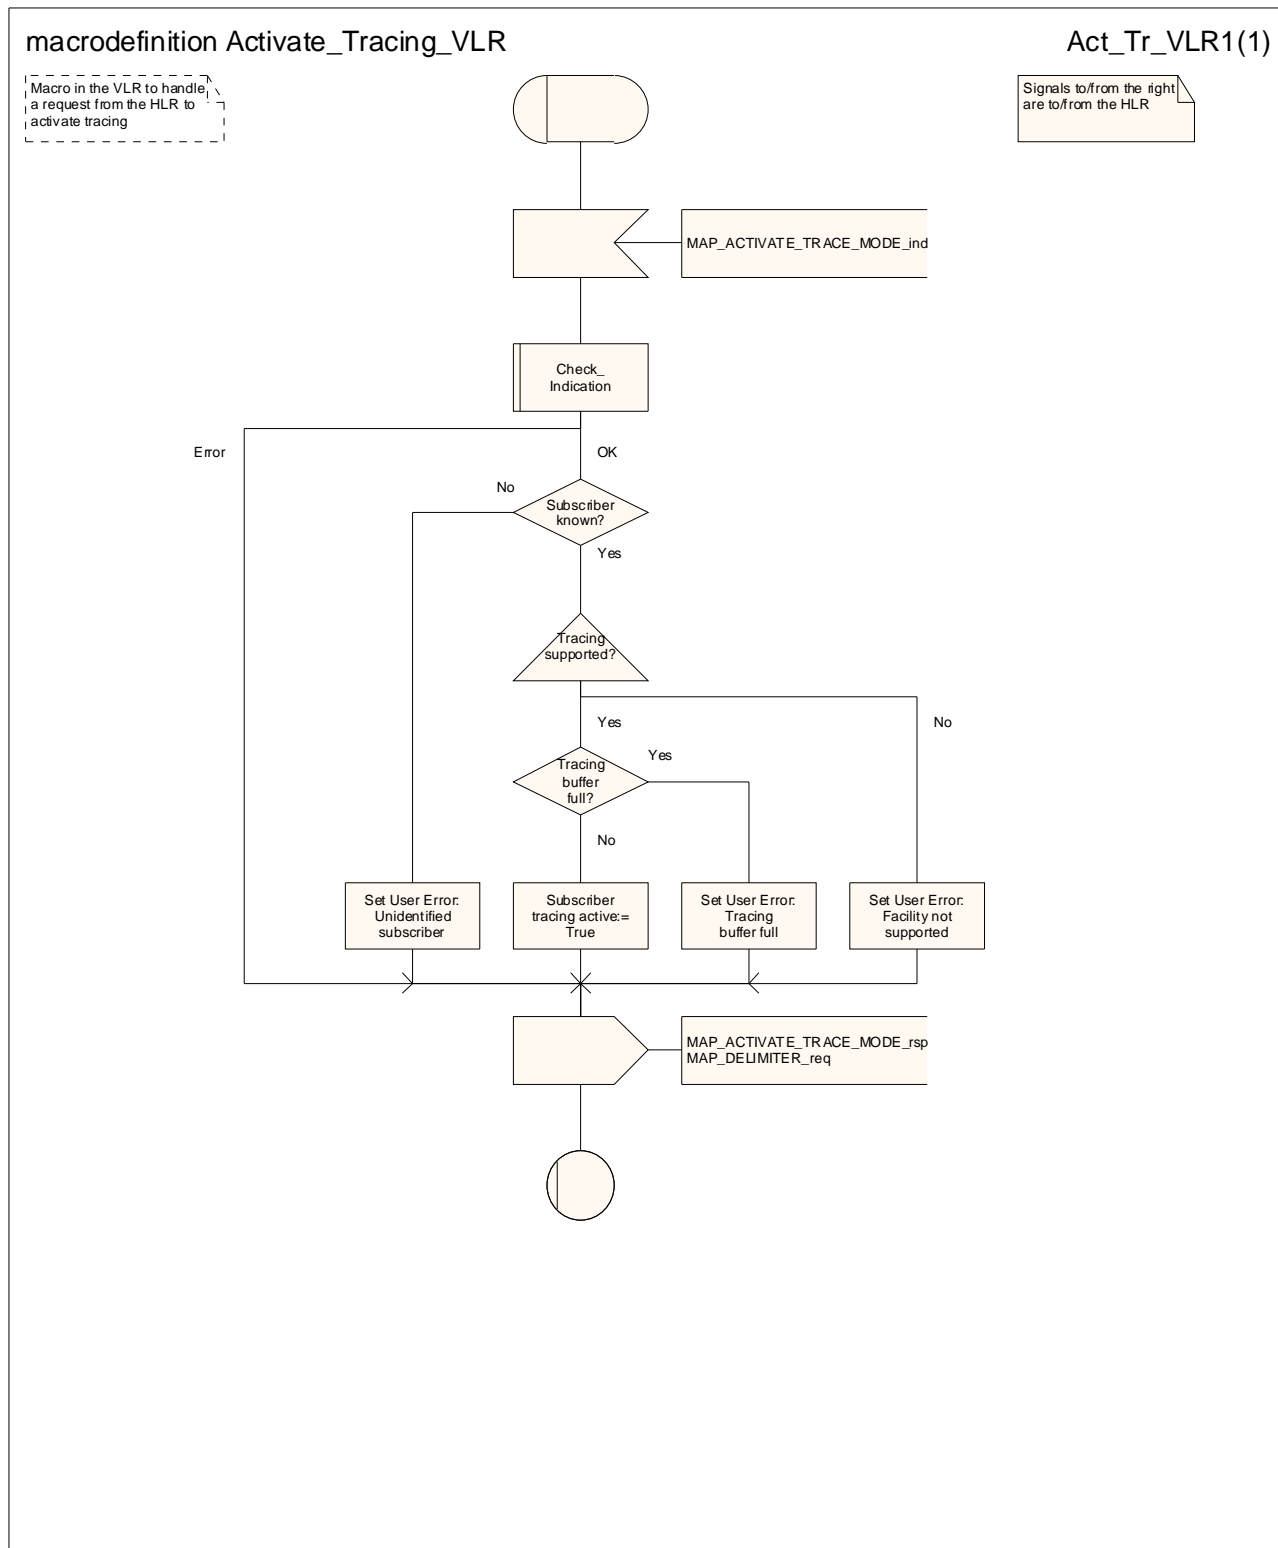 macrodefinition Activate_Tracing_VLR
Act_Tr_VLR1(1)
Macro in the VLR to handle
a request from the HLR to
activate tracing
Signals to/from the right
are to/from the HLR
MAP_ACTIVATE_TRACE_MODE_ind
Check_
Indication
Error
OK
No
Subscriber
known?
Yes
Tracing
supported?
Yes
No
Yes
Tracing
buffer
full?
No
Set User Error:
Unidentified
subscriber
Subscriber
tracing active:=
True
Set User Error:
Tracing
buffer full
Set User Error:
Facility not
supported
MAP_ACTIVATE_TRACE_MODE_rsp
MAP_DELIMITER_req